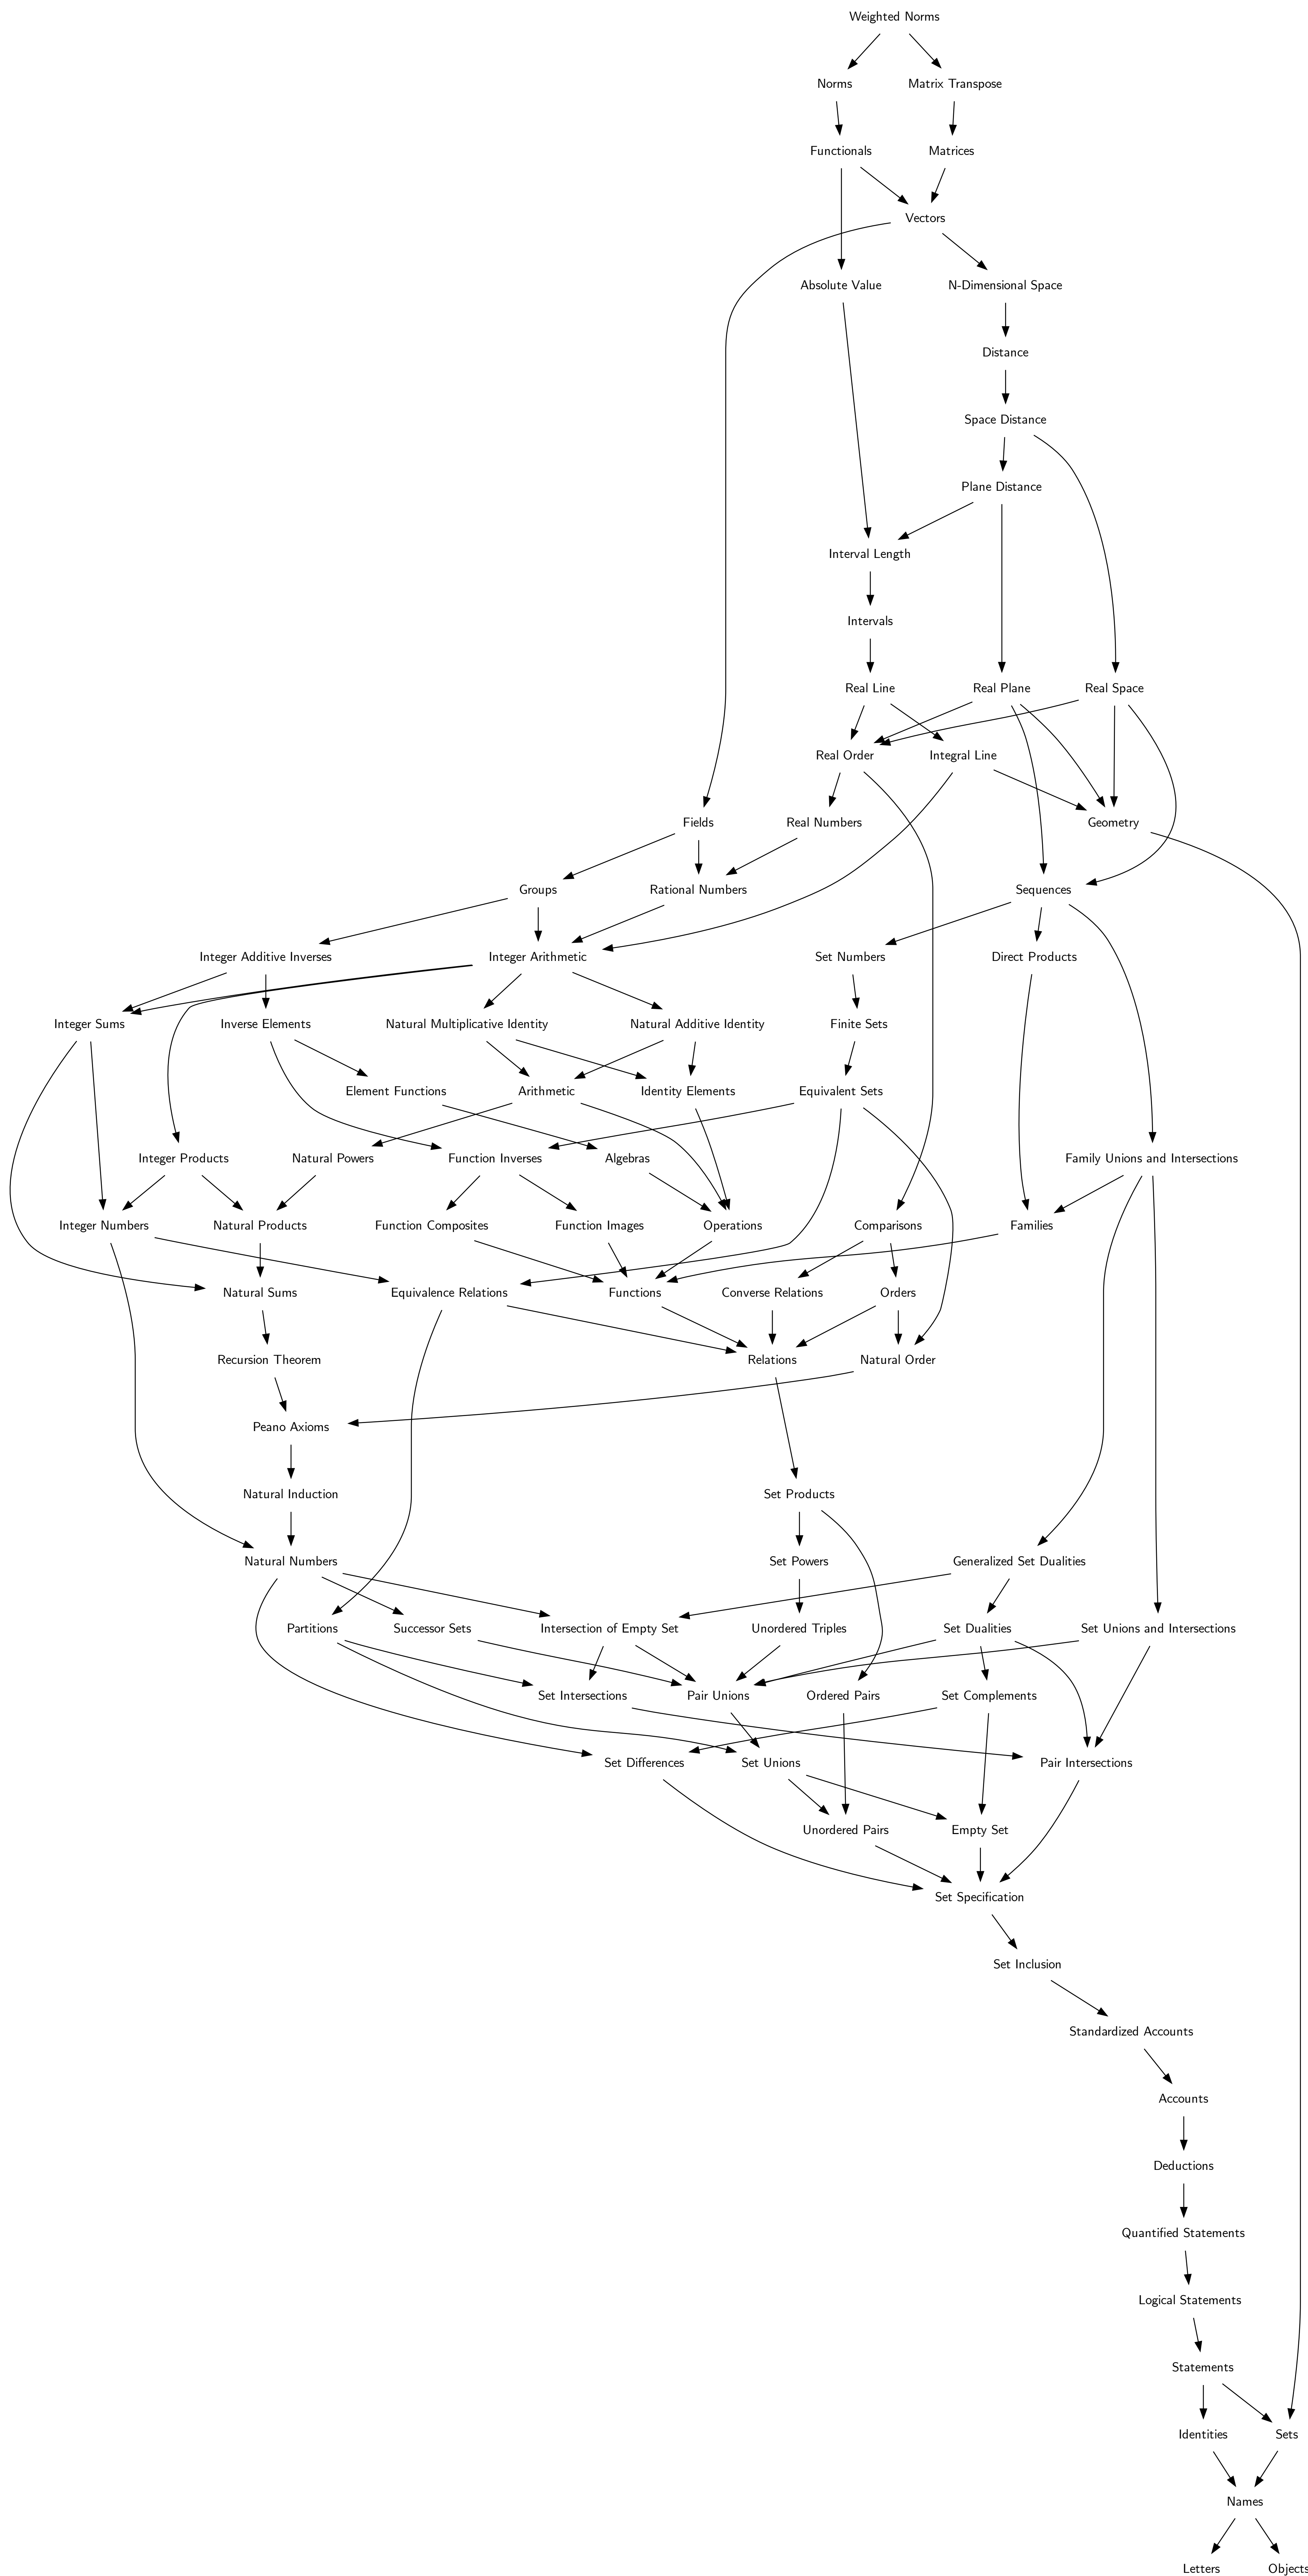 Weighted Norms
Norms
Matrix Transpose
Functionals
Matrices
Vectors
Absolute Value
N-Dimensional Space
Distance
Space Distance
Plane Distance
Interval Length
Intervals
Real Line
Real Plane
Real Space
Real Order
Integral Line
Fields
Real Numbers
Geometry
Groups
Rational Numbers
Sequences
Integer Additive Inverses
Integer Arithmetic
Set Numbers
Direct Products
Integer Sums
Inverse Elements
Natural Multiplicative Identity
Natural Additive Identity
Finite Sets
Element Functions
Arithmetic
Identity Elements
Equivalent Sets
Integer Products
Natural Powers
Function Inverses
Algebras
Family Unions and Intersections
Integer Numbers
Natural Products
Function Composites
Function Images
Operations
Comparisons
Families
Natural Sums
Equivalence Relations
Functions
Converse Relations
Orders
Recursion Theorem
Relations
Natural Order
Peano Axioms
Natural Induction
Set Products
Natural Numbers
Set Powers
Generalized Set Dualities
Partitions
Successor Sets
Intersection of Empty Set
Unordered Triples
Set Dualities
Set Unions and Intersections
Set Intersections
Pair Unions
Ordered Pairs
Set Complements
Set Differences
Set Unions
Pair Intersections
Unordered Pairs
Empty Set
Set Specification
Set Inclusion
Standardized Accounts
Accounts
Deductions
Quantified Statements
Logical Statements
Statements
Identities
Sets
Names
Letters
Objects